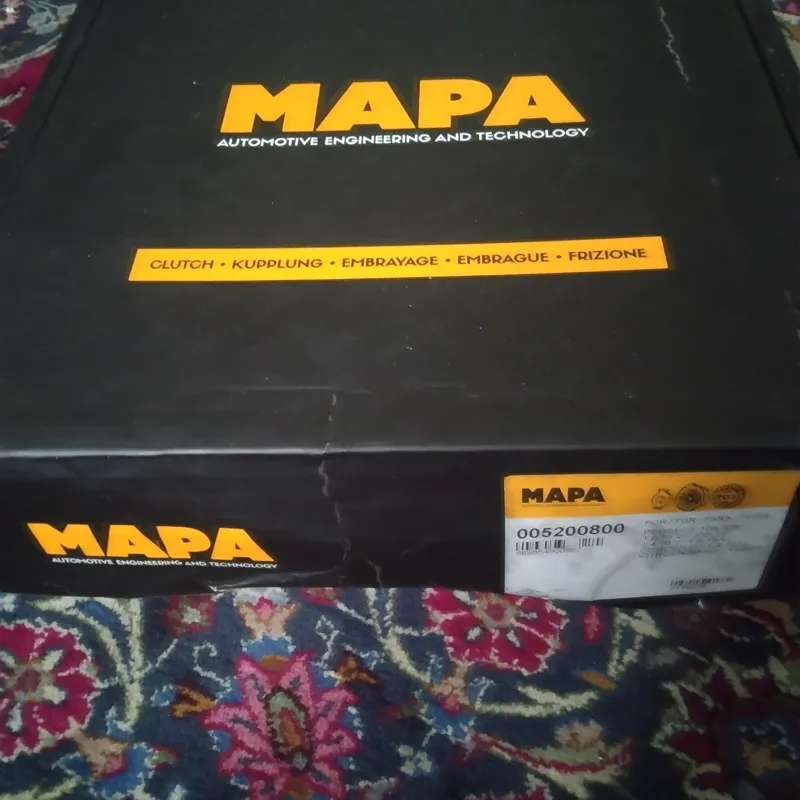 MAPA
AUTOMOTIVE ENGINEERING AND TECHNOLOGY
CLUTCH • KUPPLUNG • EMBRAYAGE • EMBRAGUE • FRIZIONE
MAPA
AUTOMOTIVE ENGINEERING AND TECHNOLOGY
MAPA
005200800